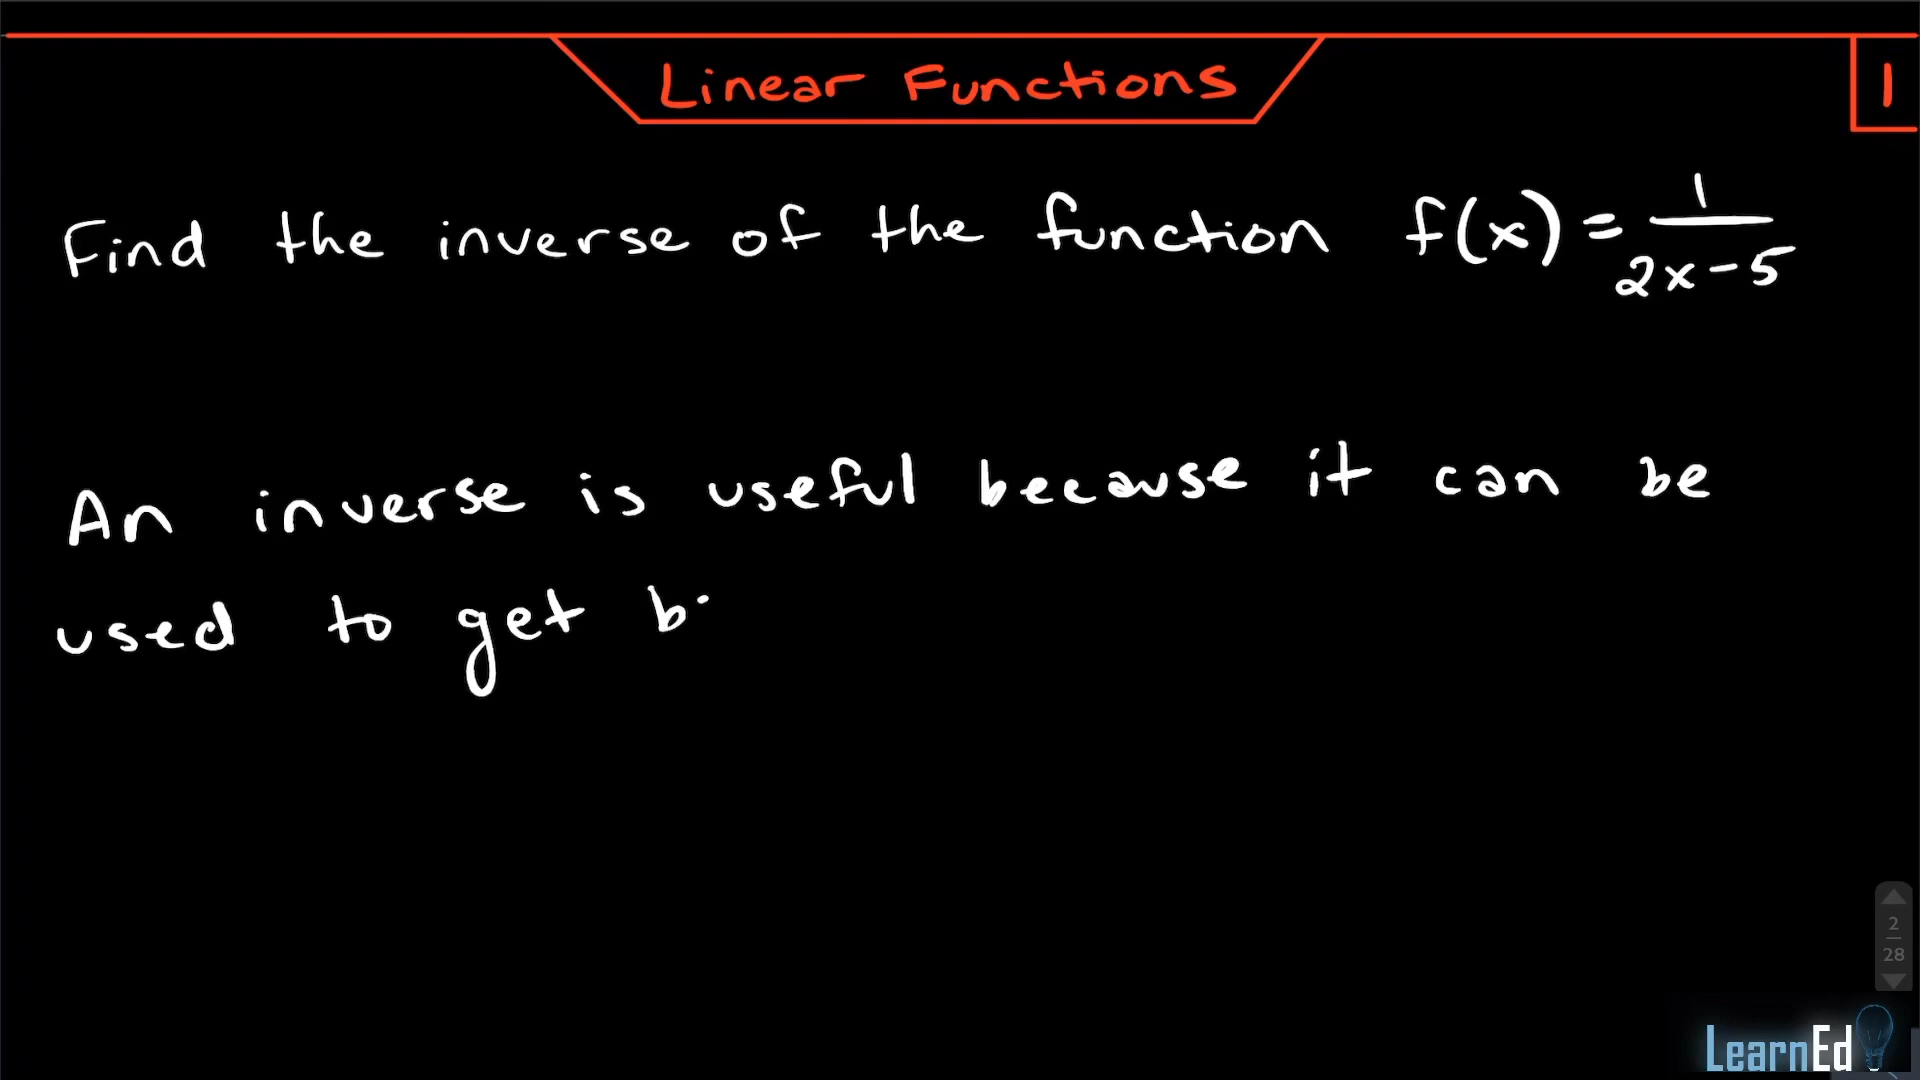 Linear Functions
1
Find the inverse of the function f(x) = 1/(2x-5)
An inverse is useful because it can be
used to get b
2
28
LearnEd